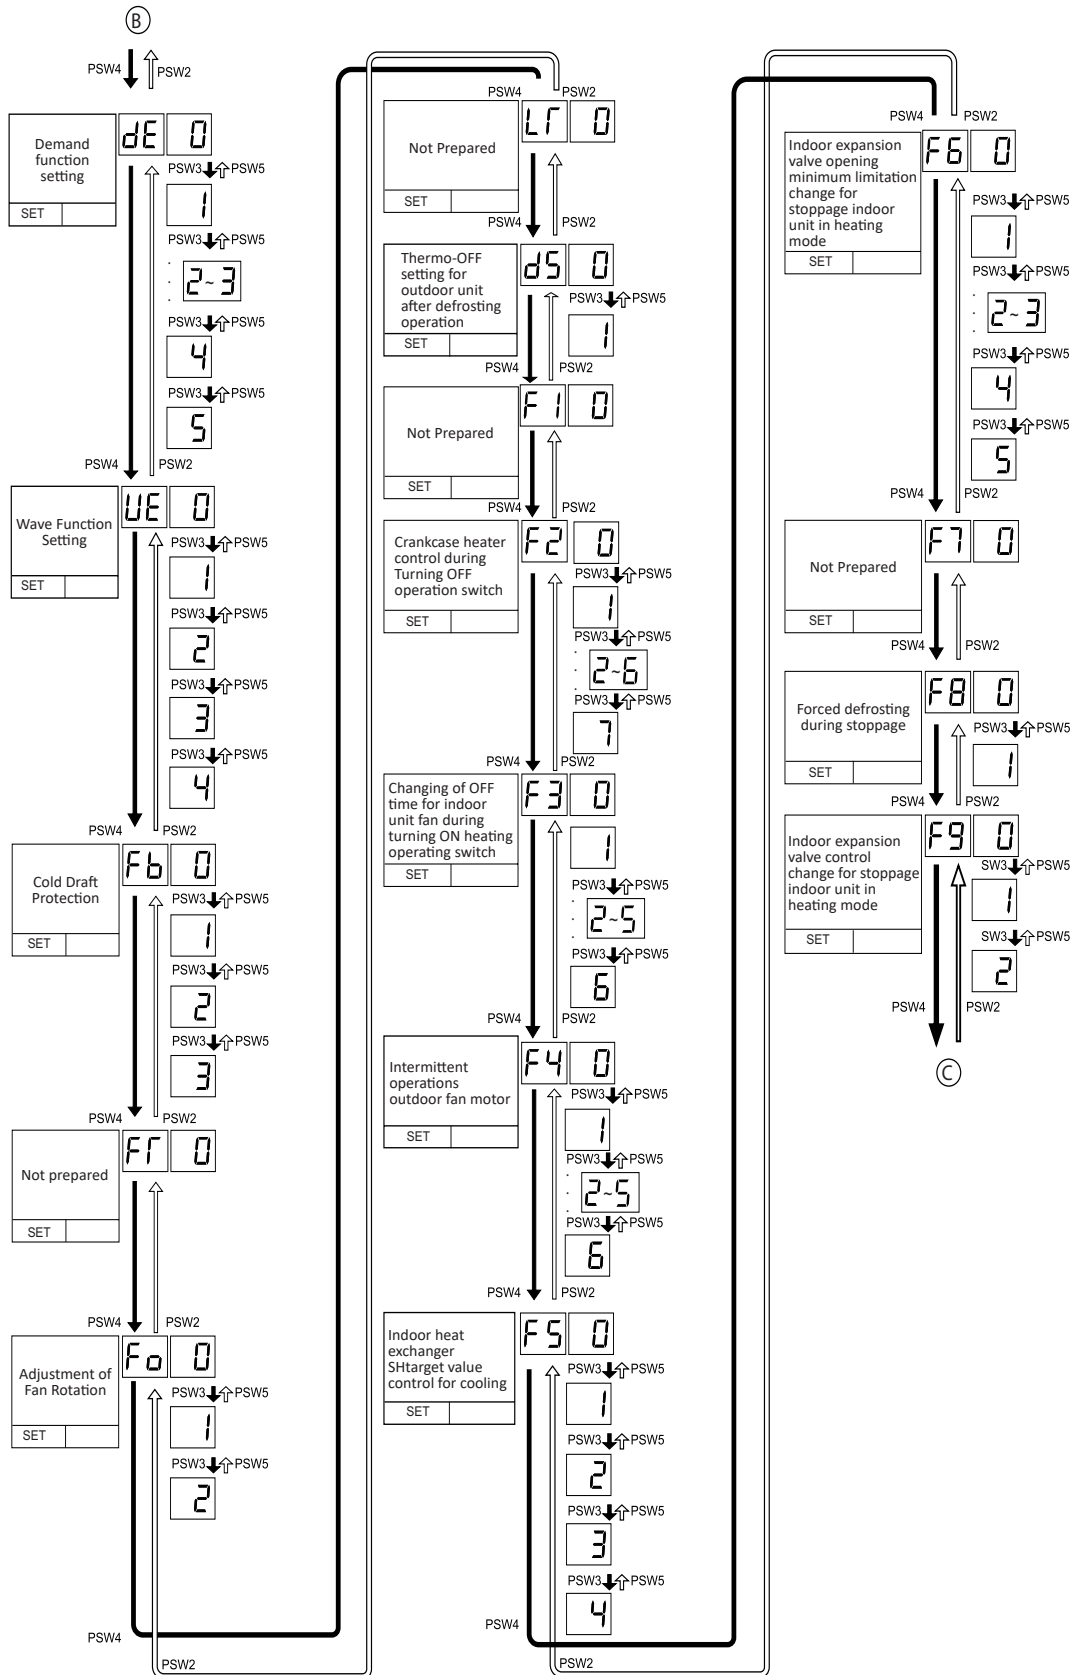 B
PSW4 PSW2
Demand
function
setting
SET
dE 0
PSW3 PSW5
1
PSW3 PSW5
2~3
PSW3 PSW5
4
PSW3 PSW5
5
PSW4 PSW2
Wave Function
Setting
SET
UE 0
PSW3 PSW5
1
PSW3 PSW5
2
PSW3 PSW5
3
PSW3 PSW5
4
PSW4 PSW2
Cold Draft
Protection
SET
Fb 0
PSW3 PSW5
1
PSW3 PSW5
2
PSW3 PSW5
3
PSW4 PSW2
Not prepared
SET
FΓ 0
PSW4 PSW2
Adjustment of
Fan Rotation
SET
Fo 0
PSW3 PSW5
1
PSW3 PSW5
2
PSW4
PSW2
PSW4 PSW2
Not Prepared
SET
LΓ 0
PSW4 PSW2
Thermo-OFF
setting for
outdoor unit
after defrosting
operation
SET
dS 0
PSW3 PSW5
1
PSW4 PSW2
Not Prepared
SET
F1 0
PSW4 PSW2
Crankcase heater
control during
Turning OFF
operation switch
SET
F2 0
PSW3 PSW5
1
PSW3 PSW5
2~6
PSW3 PSW5
7
PSW4 PSW2
Changing of OFF
time for indoor
unit fan during
turning ON heating
operating switch
SET
F3 0
1
PSW3 PSW5
2~5
PSW3 PSW5
6
PSW4 PSW2
Intermittent
operations
outdoor fan motor
SET
F4 0
PSW3 PSW5
1
PSW3 PSW5
2~5
PSW3 PSW5
6
PSW4 PSW2
Indoor heat
exchanger
SHtarget value
control for cooling
SET
F5 0
PSW3 PSW5
1
PSW3 PSW5
2
PSW3 PSW5
3
PSW3 PSW5
4
PSW4
PSW2
PSW4 PSW2
Indoor expansion
valve opening
minimum limitation
change for
stoppage indoor
unit in heating
mode
SET
F6 0
PSW3 PSW5
1
PSW3 PSW5
2~3
PSW3 PSW5
4
PSW3 PSW5
5
PSW4 PSW2
Not Prepared
SET
F7 0
PSW4 PSW2
Forced defrosting
during stoppage
SET
F8 0
PSW3 PSW5
1
PSW4 PSW2
Indoor expansion
valve control
change for stoppage
indoor unit in
heating mode
SET
F9 0
SW3 PSW5
1
SW3 PSW5
2
PSW4 PSW2
C